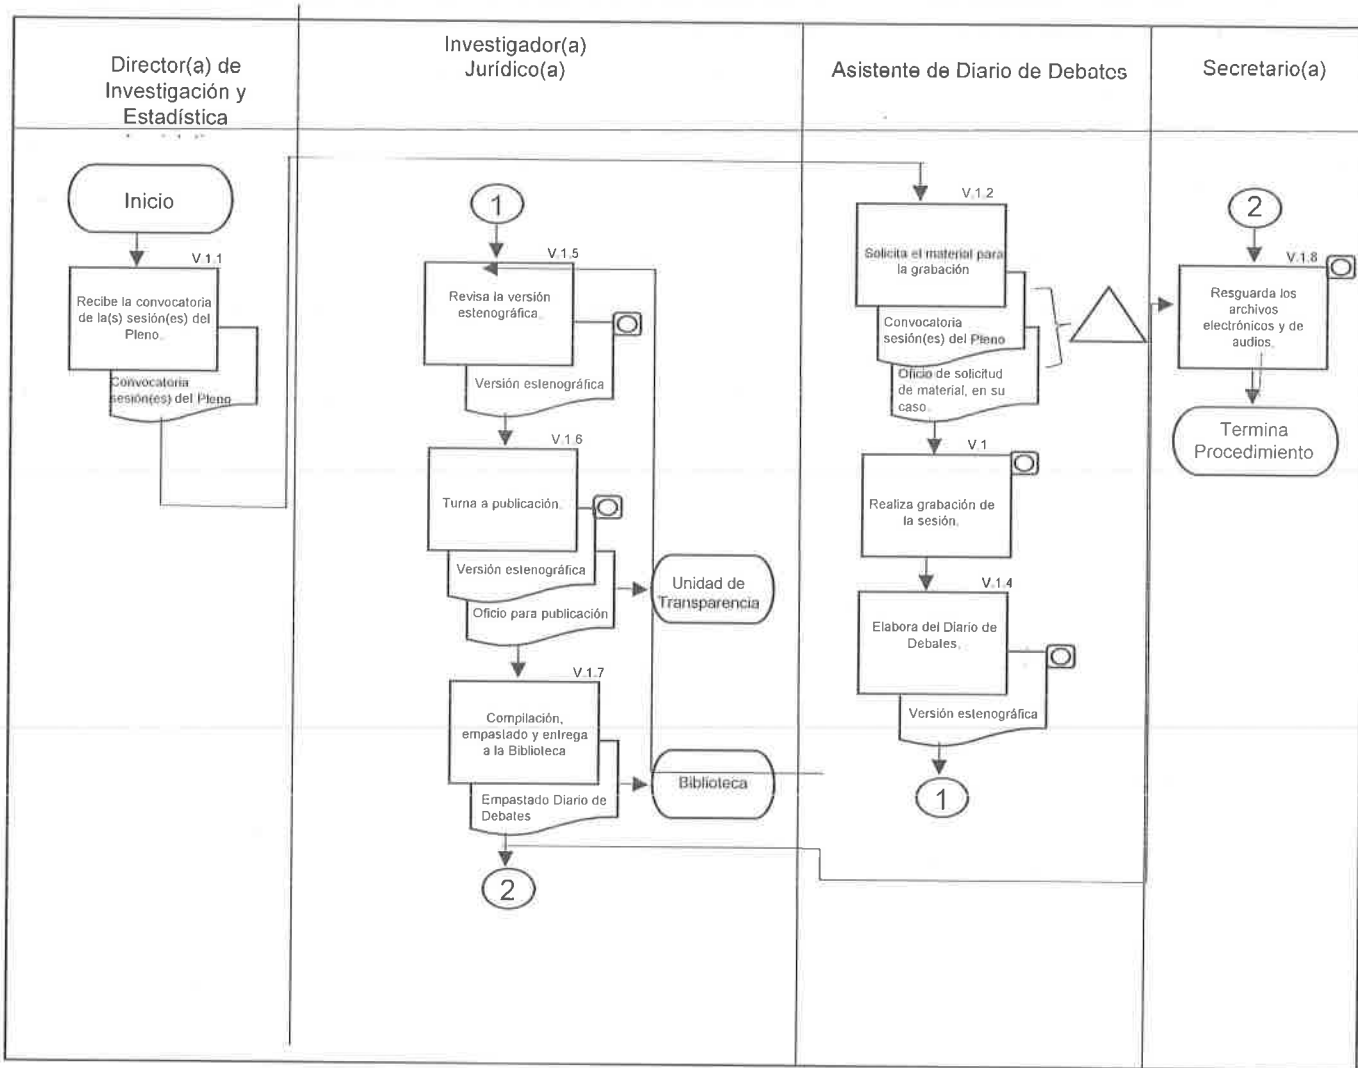 Director(a) de
Investigación y
Estadística
Investigador(a)
Jurídico(a)
Asistente de Diario de Debates
Secretario(a)
Inicio
V.1.1
Recibe la convocatoria
de la(s) sesión(es) del
Pleno.
Convocatoria
sesión(es) del Pleno
1
V.1.5
Revisa la versión
estenográfica.
Versión estenográfica
V.1.6
Turna a publicación.
Versión estenográfica
Oficio para publicación
Unidad de
Transparencia
V.1.7
Compilación,
empastado y entrega
a la Biblioteca
Empastado Diario de
Debates
Biblioteca
2
V.1.2
Solicita el material para
la grabación
Convocatoria
sesión(es) del Pleno
Oficio de solicitud
de material, en su
caso.
V.1
Realiza grabación de
la sesión.
V.1.4
Elabora del Diario de
Debates.
Versión estenográfica
1
2
V.1.8
Resguarda los
archivos
electrónicos y de
audios.
Termina
Procedimiento